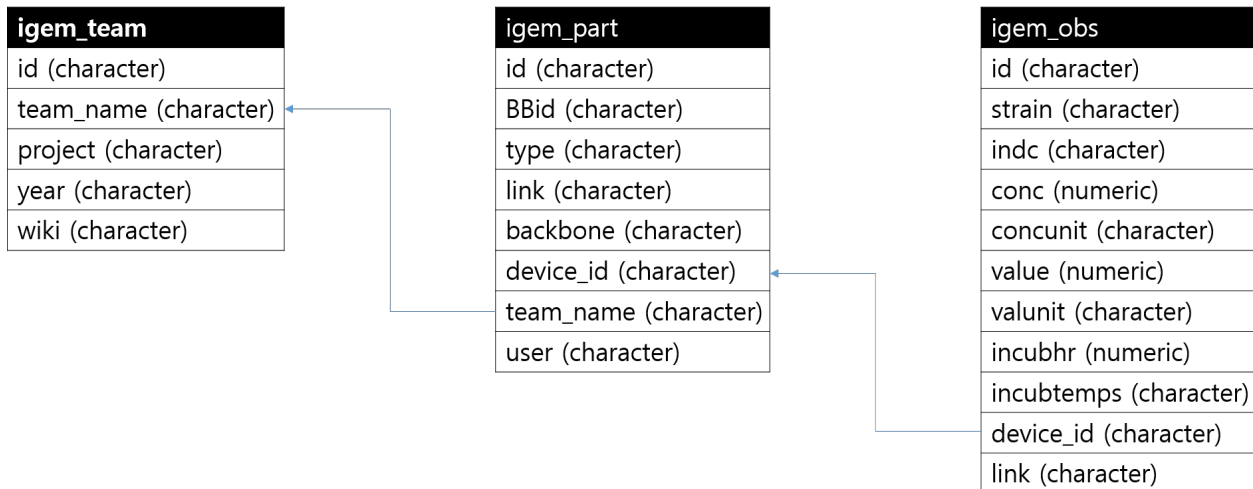 igem_team
id (character)
team_name (character)
project (character)
year (character)
wiki (character)
igem_part
id (character)
BBid (character)
type (character)
link (character)
backbone (character)
device_id (character)
team_name (character)
user (character)
igem_obs
id (character)
strain (character)
indc (character)
conc (numeric)
concunit (character)
value (numeric)
valunit (character)
incubhr (numeric)
incubtemps (character)
device_id (character)
link (character)